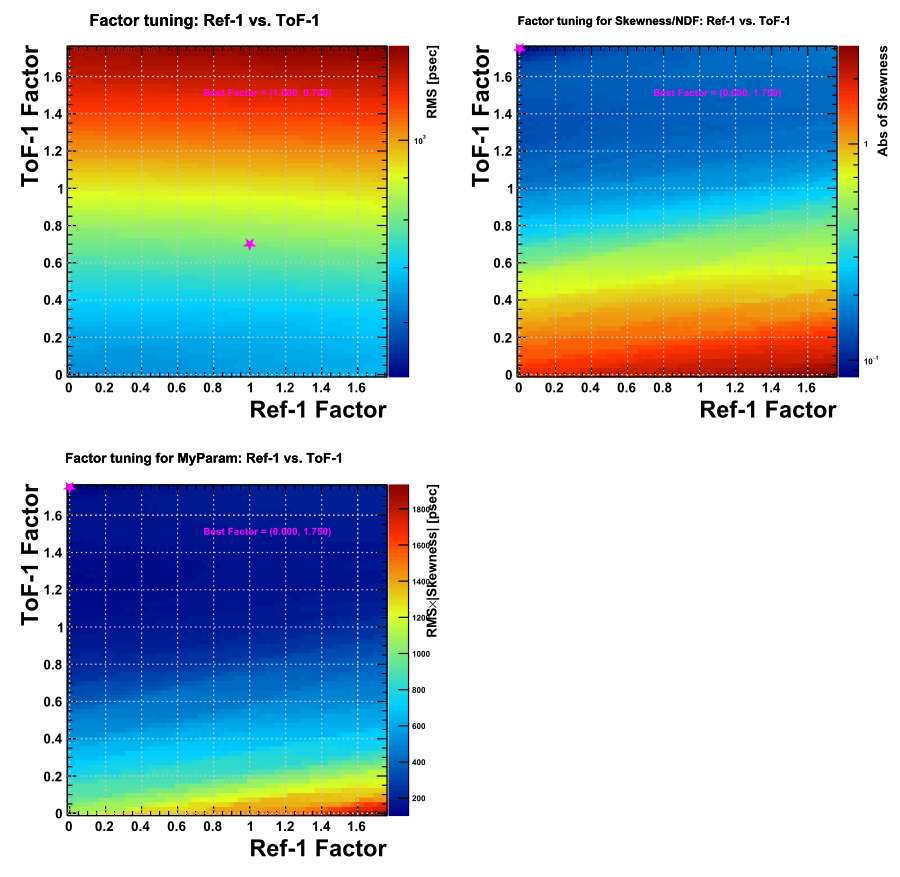 Factor tuning: Ref-1 vs. ToF-1
ToF-1 Factor
1.6
1.4
1.2
1
0.8
0.6
0.4
0.2
0
0 0.2 0.4 0.6 0.8 1 1.2 1.4 1.6
Ref-1 Factor
Best Factor = (1.000, 0.700)
RMS [psec]
10³
Factor tuning for Skewness/NDF: Ref-1 vs. ToF-1
ToF-1 Factor
1.6
1.4
1.2
1
0.8
0.6
0.4
0.2
0
0 0.2 0.4 0.6 0.8 1 1.2 1.4 1.6
Ref-1 Factor
Best Factor = (0.000, 1.750)
Abs of Skewness
1
10⁻¹
Factor tuning for MyParam: Ref-1 vs. ToF-1
ToF-1 Factor
1.6
1.4
1.2
1
0.8
0.6
0.4
0.2
0
0 0.2 0.4 0.6 0.8 1 1.2 1.4 1.6
Ref-1 Factor
Best Factor = (0.000, 1.750)
RMS×|Skewness| [psec]
1800
1600
1400
1200
1000
800
600
400
200